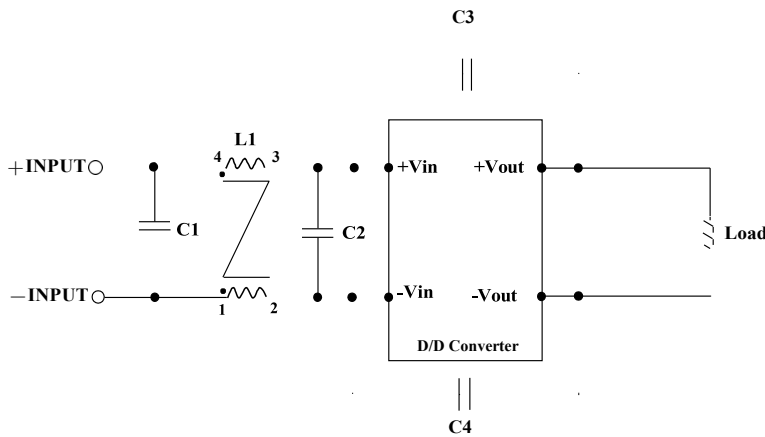 C3
L1
4 3
+INPUT
+Vin
+Vout
C1
C2
Load
−INPUT
1 2
-Vin
-Vout
D/D Converter
C4